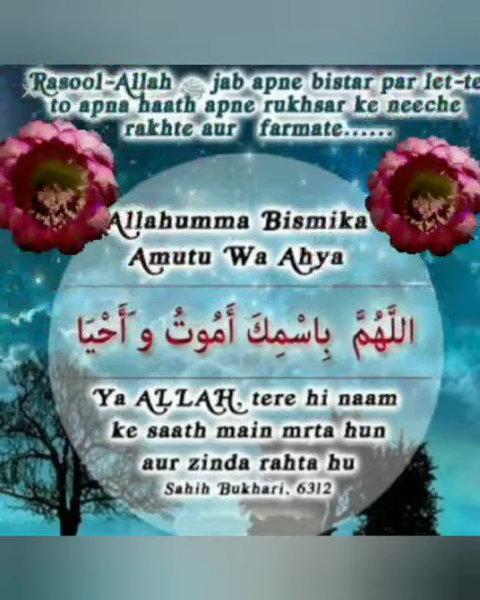 Rasool-Allah jab apne bistar par let-te
to apna haath apne rukhsar ke neeche
rakhte aur farmate......
Allahumma Bismika
Amutu Wa Ahya
اللَّهُمَّ بِاسْمِكَ أَمُوتُ وَأَحْيَا
Ya ALLAH, tere hi naam
ke saath main mrta hun
aur zinda rahta hu
Sahih Bukhari, 6312